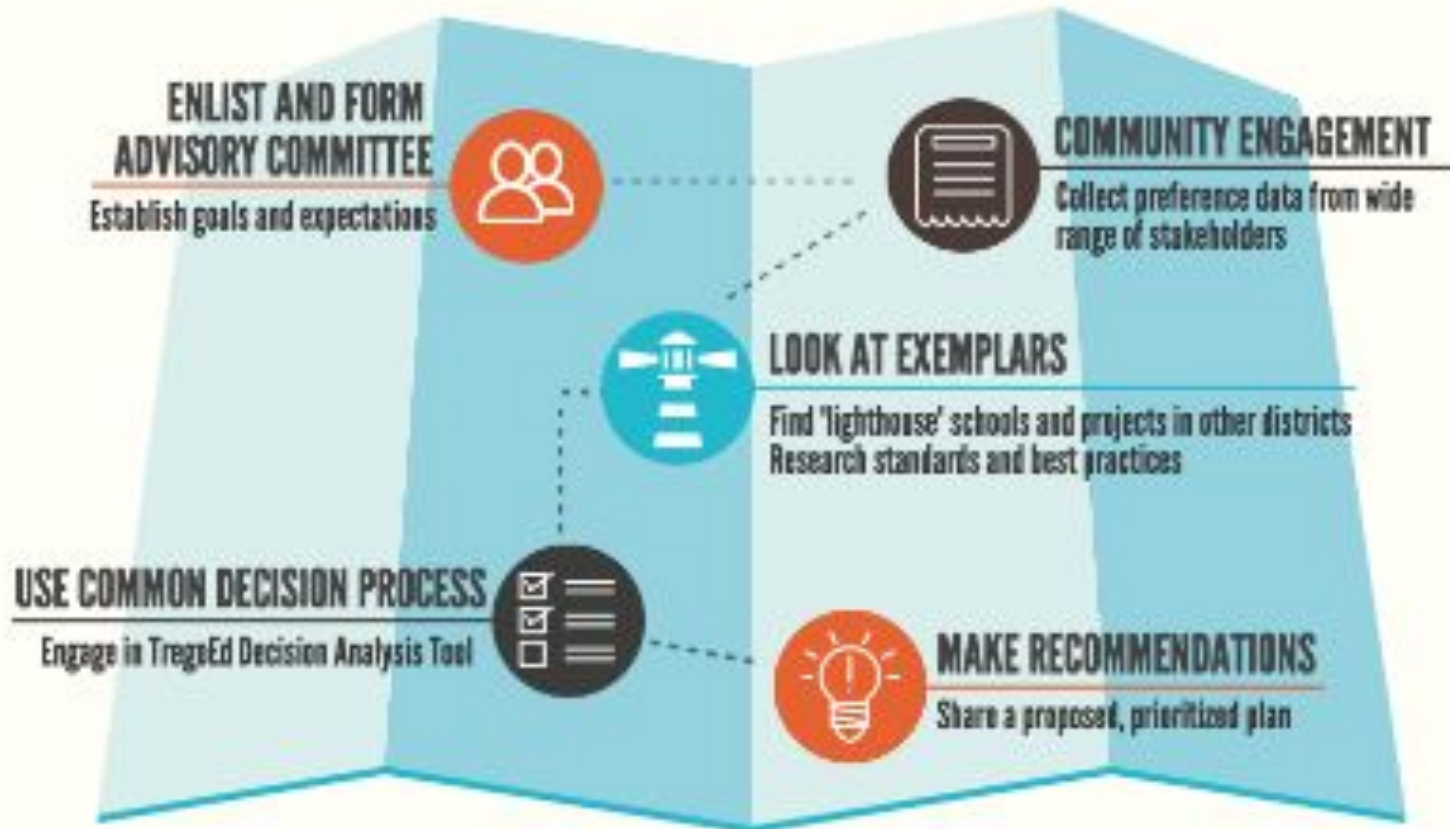 ENLIST AND FORM
ADVISORY COMMITTEE
Establish goals and expectations
COMMUNITY ENGAGEMENT
Collect preference data from wide
range of stakeholders
LOOK AT EXEMPLARS
Find 'lighthouse' schools and projects in other districts
Research standards and best practices
USE COMMON DECISION PROCESS
Engage in TregoEd Decision Analysis Tool
MAKE RECOMMENDATIONS
Share a proposed, prioritized plan